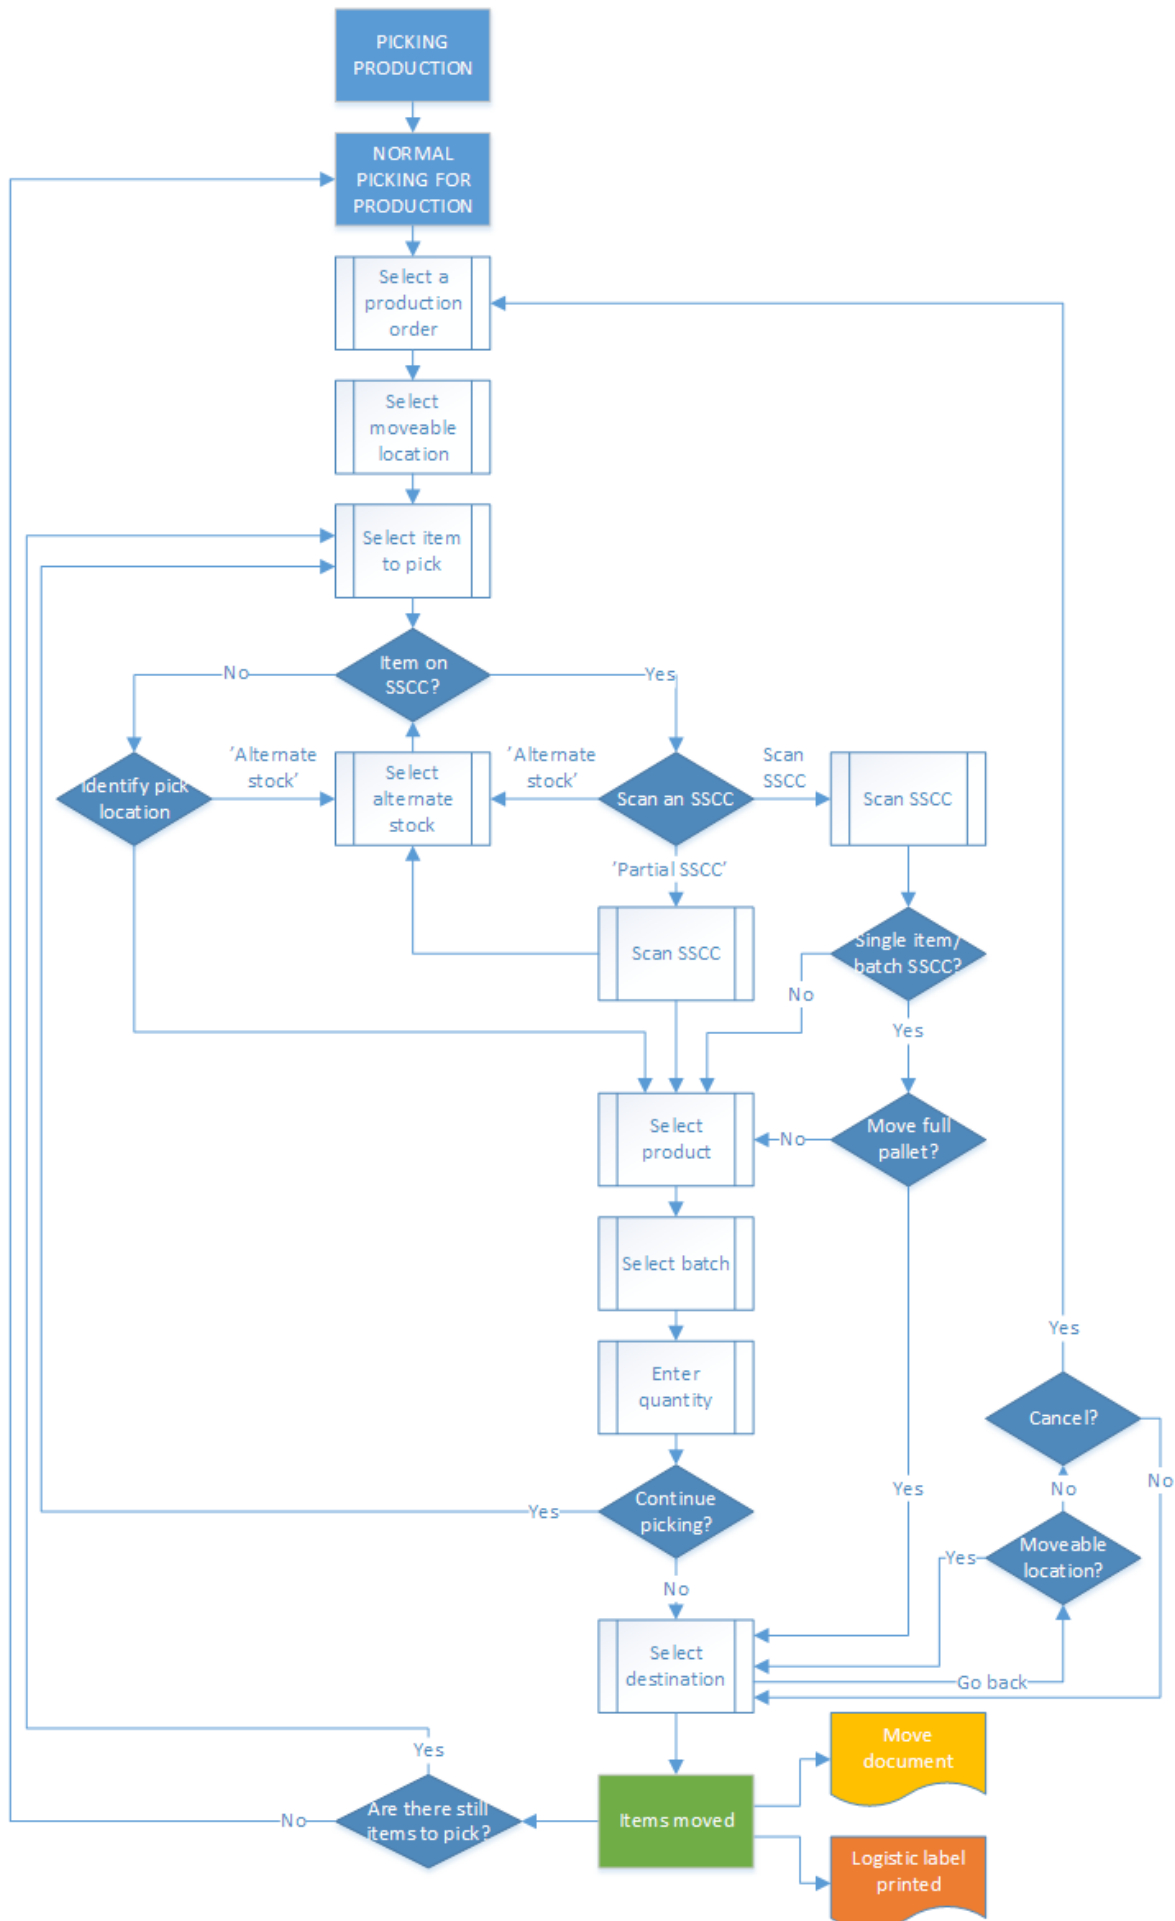 PICKING
PRODUCTION
NORMAL
PICKING FOR
PRODUCTION
Select a
production
order
Select
moveable
location
Select item
to pick
Item on
SSCC?
No
Yes
Identify pick
location
'Alternate
stock'
Select
alternate
stock
'Alternate
stock'
Scan an SSCC
Scan
SSCC
Scan SSCC
'Partial SSCC'
Scan SSCC
Single item/
batch SSCC?
No
Yes
Select
product
No
Move full
pallet?
Select batch
Yes
Enter
quantity
Cancel?
Yes
No
No
Continue
picking?
Yes
Moveable
location?
Yes
No
Select
destination
Go back
Move
document
Yes
Are there still
items to pick?
No
Items moved
Logistic label
printed